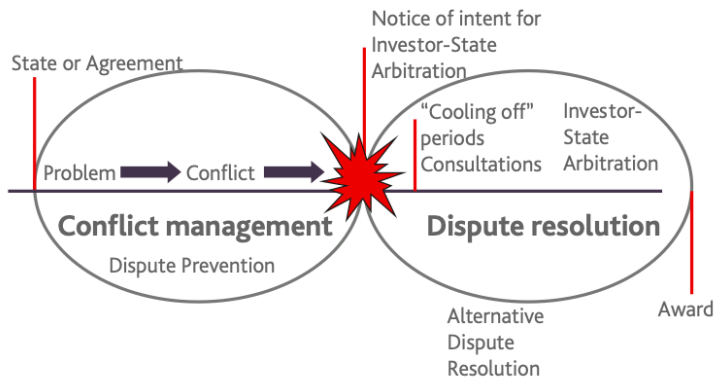 Notice of intent for
Investor-State
Arbitration
State or Agreement
“Cooling off”
periods
Consultations
Investor-
State
Arbitration
Problem
Conflict
Conflict management
Dispute resolution
Dispute Prevention
Award
Alternative
Dispute
Resolution